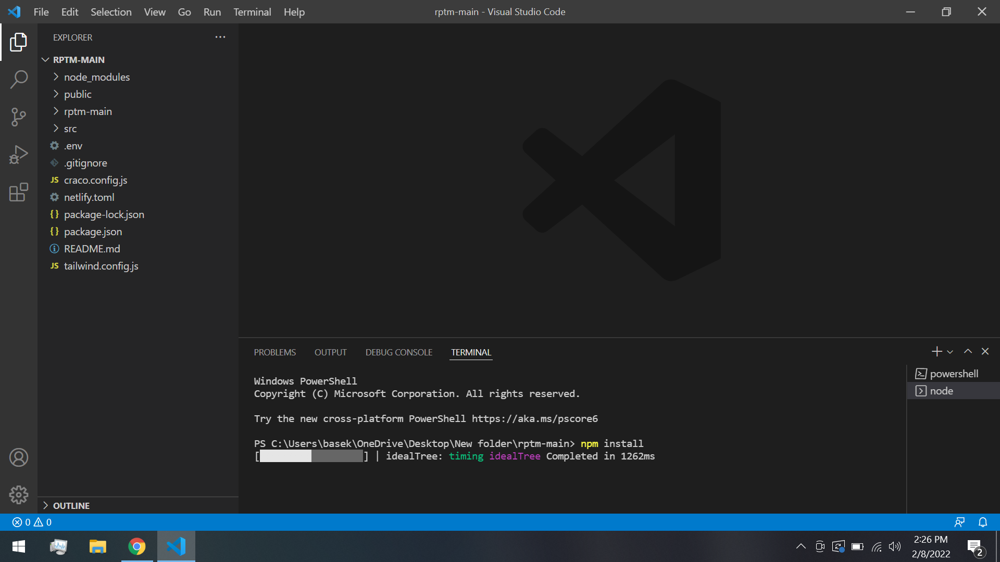 File Edit Selection View Go Run Terminal Help
rptm-main - Visual Studio Code
EXPLORER
RPTM-MAIN
node_modules
public
rptm-main
src
.env
.gitignore
JS craco.config.js
netlify.toml
{} package-lock.json
{} package.json
README.md
JS tailwind.config.js
OUTLINE
PROBLEMS OUTPUT DEBUG CONSOLE TERMINAL
Windows PowerShell
Copyright (C) Microsoft Corporation. All rights reserved.
Try the new cross-platform PowerShell https://aka.ms/pscore6
PS C:\Users\basek\OneDrive\Desktop\New folder\rptm-main> npm install
[ ] | idealTree: timing idealTree Completed in 1262ms
powershell
node
0 0
2:26 PM
2/8/2022
2